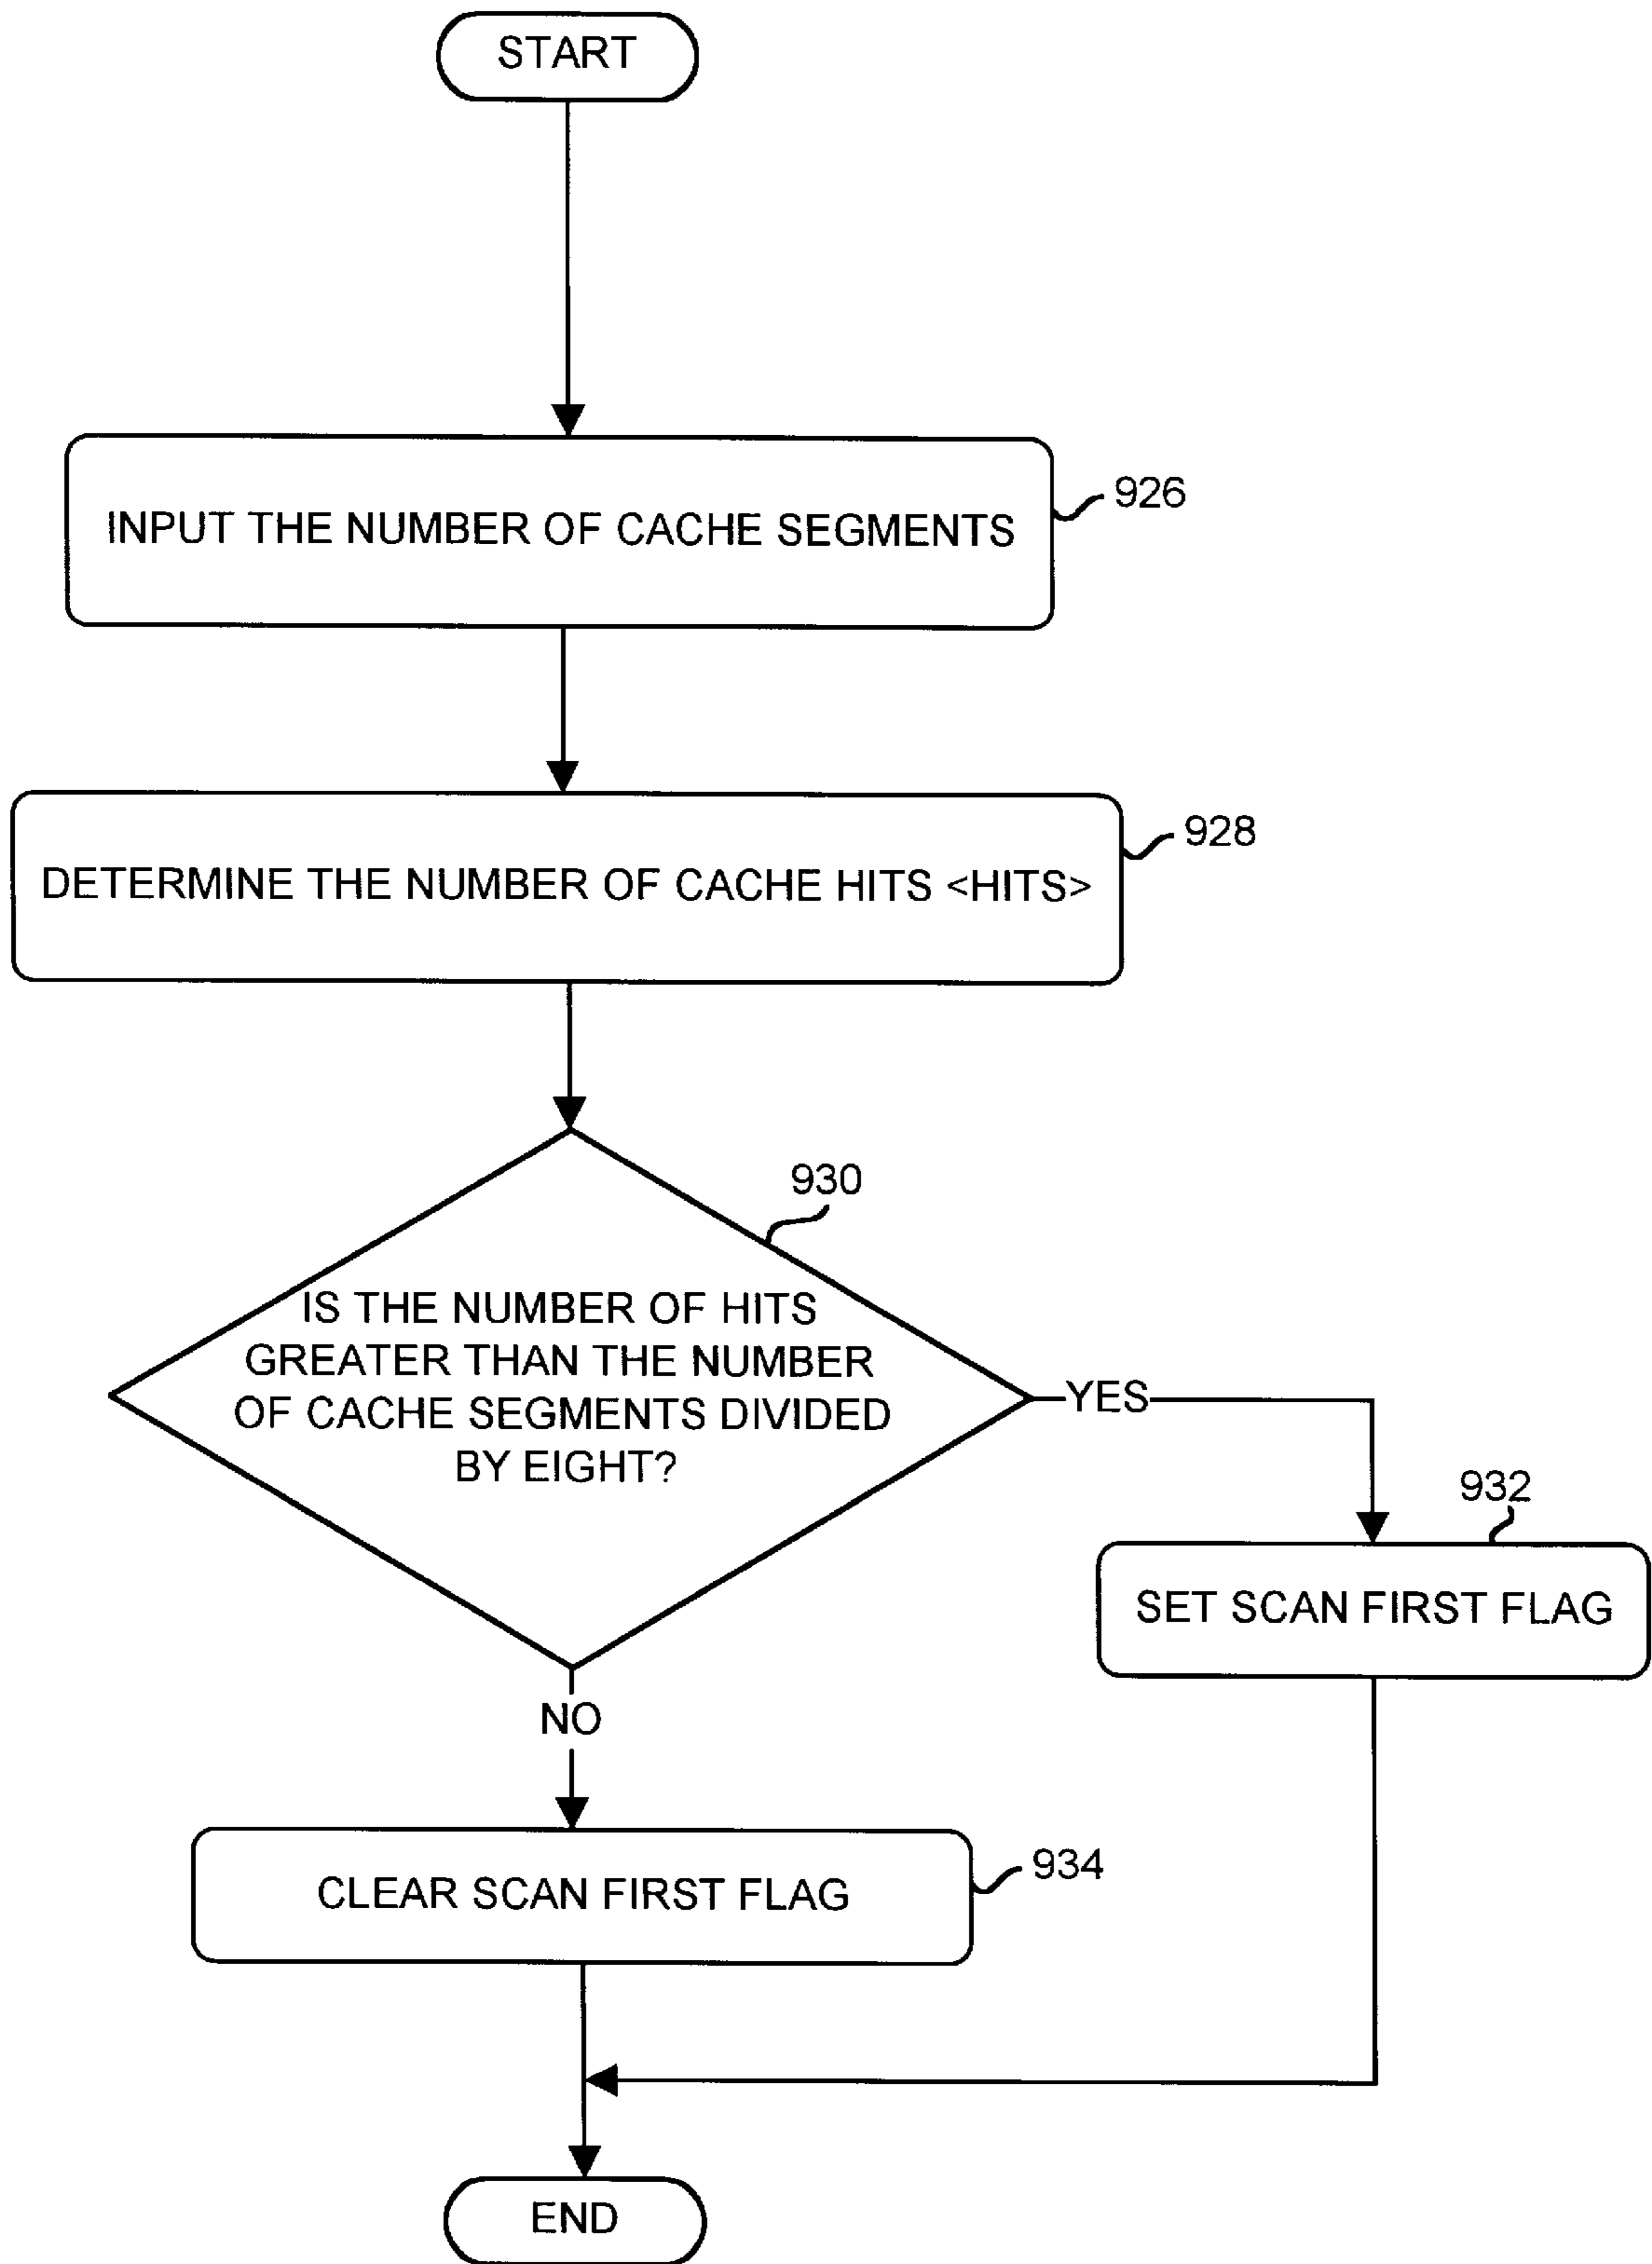 START
INPUT THE NUMBER OF CACHE SEGMENTS
926
DETERMINE THE NUMBER OF CACHE HITS <HITS>
928
930
IS THE NUMBER OF HITS
GREATER THAN THE NUMBER
OF CACHE SEGMENTS DIVIDED
BY EIGHT?
YES
932
SET SCAN FIRST FLAG
NO
CLEAR SCAN FIRST FLAG
934
END